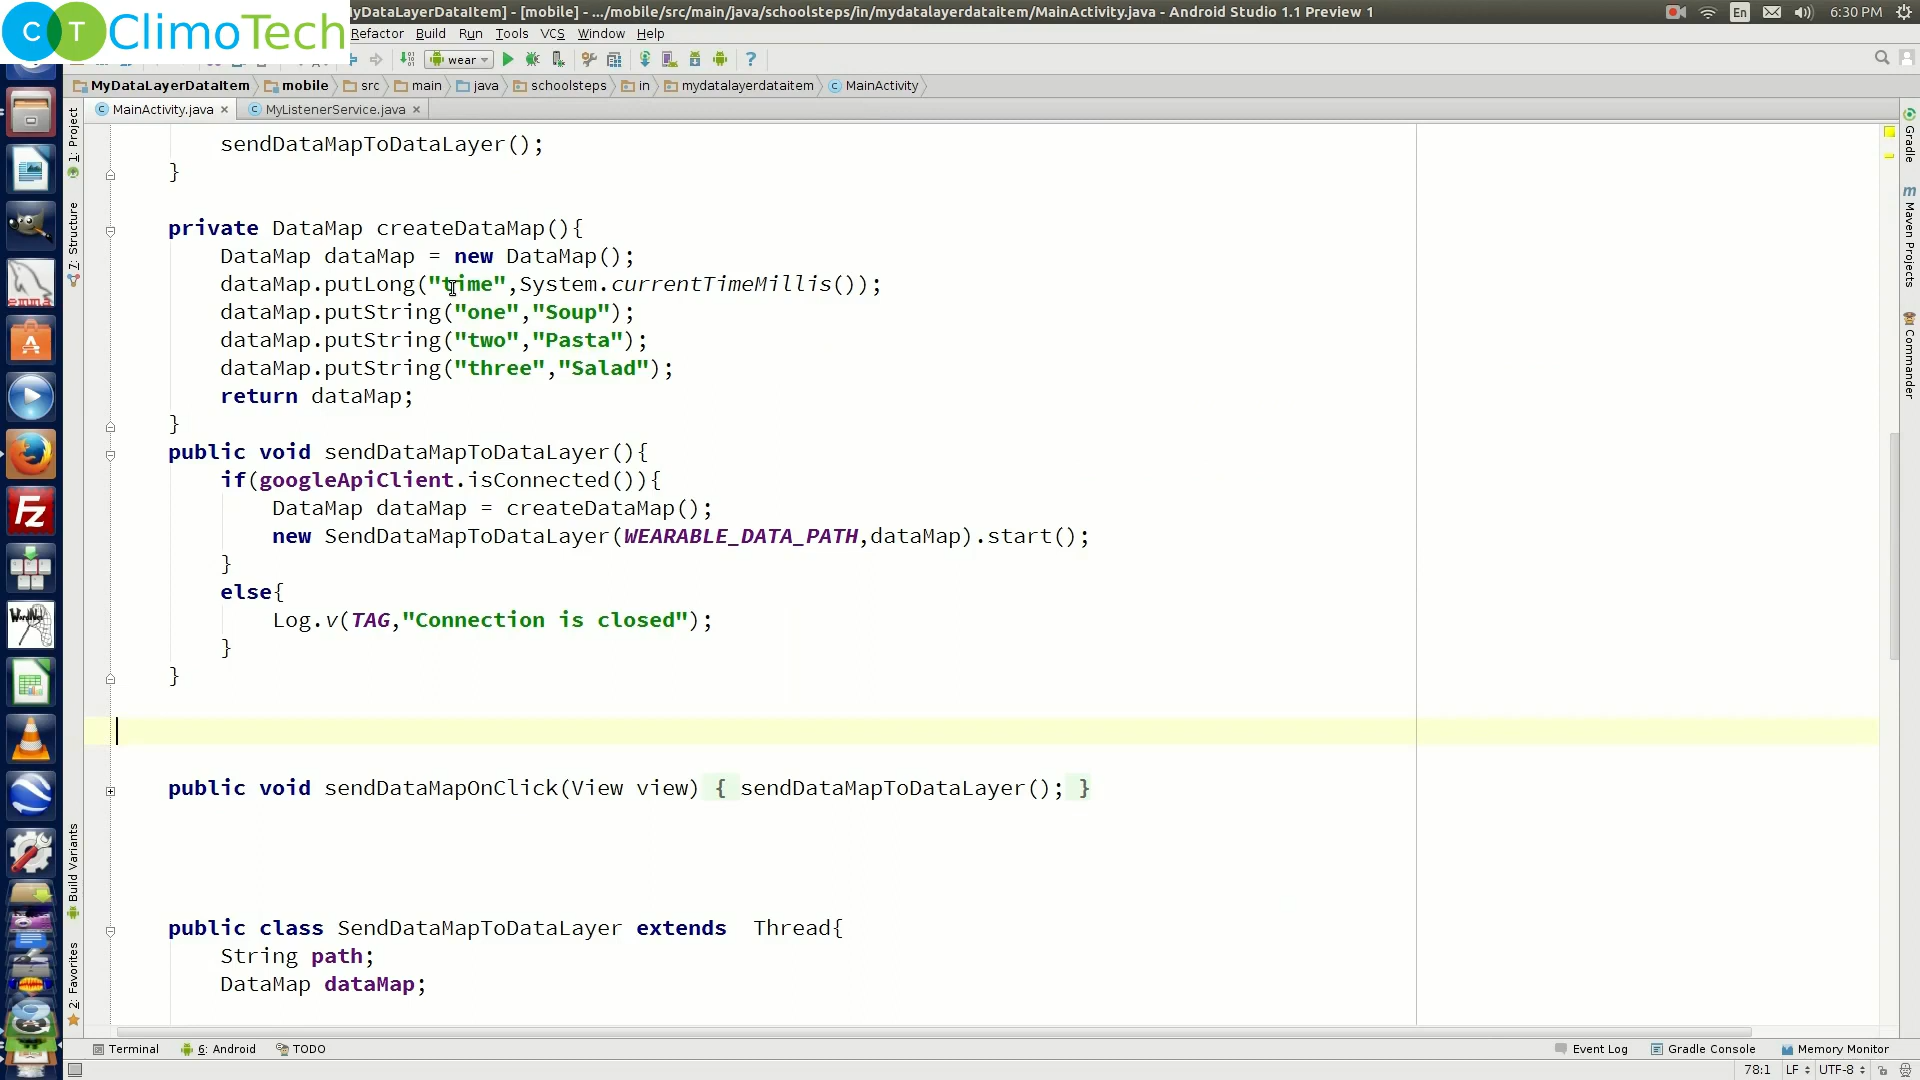 CT ClimoTech
yDataLayerDataItem] - [mobile] - .../mobile/src/main/java/schoolsteps/in/mydatalayerdataitem/MainActivity.java - Android Studio 1.1 Preview 1
En 6:30 PM
Refactor Build Run Tools VCS Window Help
wear
MyDataLayerDataItem mobile src main java schoolsteps in mydatalayerdataitem MainActivity
MainActivity.java MyListenerService.java
1: Project
7: Structure
Build Variants
2: Favorites
Gradle
Maven Projects
Commander
sendDataMapToDataLayer();
}
private DataMap createDataMap(){
DataMap dataMap = new DataMap();
dataMap.putLong("time",System.currentTimeMillis());
dataMap.putString("one","Soup");
dataMap.putString("two","Pasta");
dataMap.putString("three","Salad");
return dataMap;
}
public void sendDataMapToDataLayer(){
if(googleApiClient.isConnected()){
DataMap dataMap = createDataMap();
new SendDataMapToDataLayer(WEARABLE_DATA_PATH,dataMap).start();
}
else{
Log.v(TAG,"Connection is closed");
}
}
public void sendDataMapOnClick(View view) { sendDataMapToDataLayer(); }
public class SendDataMapToDataLayer extends Thread{
String path;
DataMap dataMap;
Terminal 6: Android TODO
Event Log Gradle Console Memory Monitor
78:1 LF UTF-8